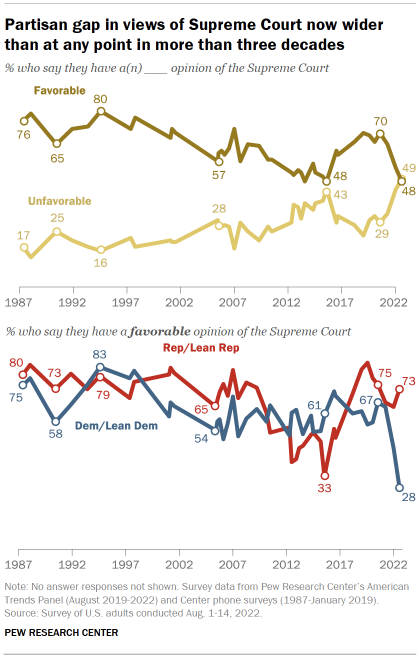 Partisan gap in views of Supreme Court now wider
than at any point in more than three decades
% who say they have a(n) ___ opinion of the Supreme Court
Favorable
76
65
80
57
48
70
49
48
Unfavorable
17
25
16
28
43
29
1987 1992 1997 2002 2007 2012 2017 2022
% who say they have a favorable opinion of the Supreme Court
Rep/Lean Rep
80
73
79
65
33
75
73
75
58
83
54
61
67
28
Dem/Lean Dem
1987 1992 1997 2002 2007 2012 2017 2022
Note: No answer responses not shown. Survey data from Pew Research Center’s American
Trends Panel (August 2019-2022) and Center phone surveys (1987-January 2019).
Source: Survey of U.S. adults conducted Aug. 1-14, 2022.
PEW RESEARCH CENTER